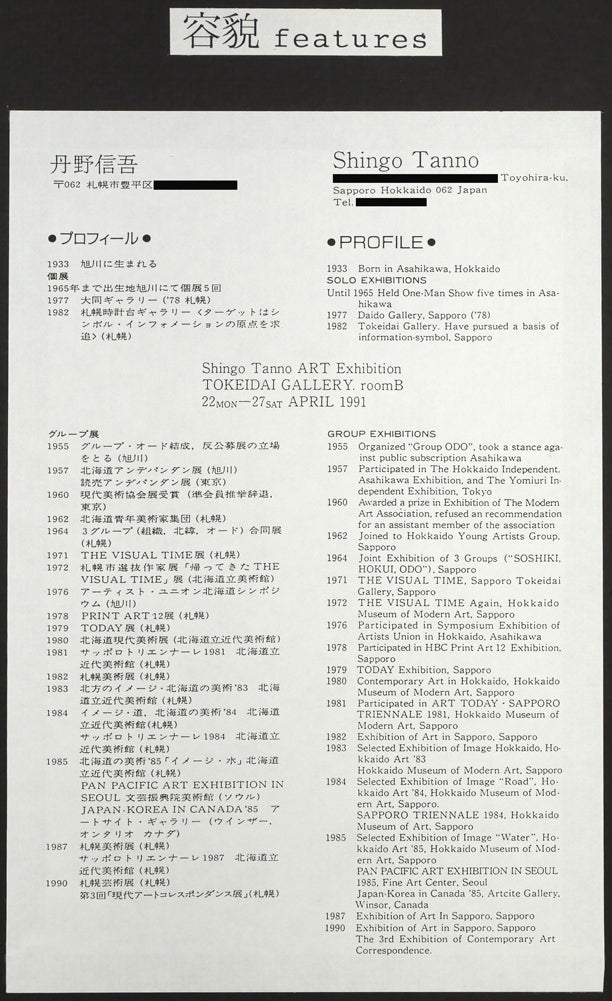 容貌 features
丹野信吾
〒062 札幌市豊平区
●プロフィール●
1933 旭川に生まれる
個展
1965年まで出生地旭川にて個展5回
1977 大同ギャラリー ('78 札幌)
1982 札幌時計台ギャラリー〈ターゲットはシ
ンボル・インフォメーションの原点を求
追〉(札幌)
Shingo Tanno
Toyohira-ku.
Sapporo Hokkaido 062 Japan
Tel.
●PROFILE●
1933 Born in Asahikawa, Hokkaido
SOLO EXHIBITIONS
Until 1965 Held One-Man Show five times in Asa-
hikawa
1977 Daido Gallery, Sapporo ('78)
1982 Tokeidai Gallery. Have pursued a basis of
information-symbol, Sapporo
Shingo Tanno ART Exhibition
TOKEIDAI GALLERY. roomB
22MON—27SAT APRIL 1991
グループ展
1955 グループ・オード結成，反公募展の立場
をとる (旭川)
1957 北海道アンデパンダン展 (旭川)
読売アンデパンダン展 (東京)
1960 現代美術協会展受賞 (準会員推挙辞退．
東京)
1962 北海道青年美術家集団 (札幌)
1964 3グループ (組織，北緯，オード) 合同展
(札幌)
1971 THE VISUAL TIME展 (札幌)
1972 札幌市選抜作家展「帰ってきたTHE
VISUAL TIME」展 (北海道立美術館)
1976 アーティスト・ユニオン北海道シンポジ
ウム (旭川)
1978 PRINT ART 12展 (札幌)
1979 TODAY展 (札幌)
1980 北海道現代美術展 (北海道立近代美術館)
1981 サッポロトリエンナーレ1981 北海道立
近代美術館 (札幌)
1982 札幌美術展 (札幌)
1983 北方のイメージ・北海道の美術'83 北海
道立近代美術館 (札幌)
1984 イメージ・道，北海道の美術'84 北海道
立近代美術館(札幌)
サッポロトリエンナーレ1984 北海道立
近代美術館 (札幌)
1985 北海道の美術'85「イメージ・水」北海道
立近代美術館 (札幌)
PAN PACIFIC ART EXHIBITION IN
SEOUL 文芸振興院美術館 (ソウル)
JAPAN-KOREA IN CANADA'85 ア
ートサイト・ギャラリー (ウインザー．
オンタリオ カナダ)
1987 札幌美術展 (札幌)
サッポロトリエンナーレ1987 北海道立
近代美術館 (札幌)
1990 札幌芸術展 (札幌)
第3回「現代アートコレスポンダンス展」(札幌)
GROUP EXHIBITIONS
1955 Organized "Group ODO", took a stance aga-
inst public subscription Asahikawa
1957 Participated in The Hokkaido Independent.
Asahikawa Exhibition, and The Yomiuri In-
dependent Exhibition, Tokyo
1960 Awarded a prize in Exhibition of The Modern
Art Association, refused an recommendation
for an assistant member of the association
1962 Joined to Hokkaido Young Artists Group,
Sapporo
1964 Joint Exhibition of 3 Groups ("SOSHIKI,
HOKUI, ODO"), Sapporo
1971 THE VISUAL TIME, Sapporo Tokeidai
Gallery, Sapporo
1972 THE VISUAL TIME Again, Hokkaido
Museum of Modern Art, Sapporo
1976 Participated in Symposium Exhibition of
Artists Union in Hokkaido, Asahikawa
1978 Participated in HBC Print Art 12 Exhibition,
Sapporo
1979 TODAY Exhibition, Sapporo
1980 Contemporary Art in Hokkaido, Hokkaido
Museum of Modern Art, Sapporo
1981 Participated in ART TODAY・SAPPORO
TRIENNALE 1981, Hokkaido Museum of
Modern Art, Sapporo
1982 Exhibition of Art in Sapporo, Sapporo
1983 Selected Exhibition of Image Hokkaido, Ho-
kkaido Art '83
Hokkaido Museum of Modern Art, Sapporo
1984 Selected Exhibition of Image "Road", Ho-
kkaido Art '84, Hokkaido Museum of Mod-
ern Art, Sapporo.
SAPPORO TRIENNALE 1984, Hokkaido
Museum of Art, Sapporo
1985 Selected Exhibition of Image "Water", Ho-
kkaido Art '85, Hokkaido Museum of Mod-
ern Art, Sapporo
PAN PACIFIC ART EXHIBITION IN SEOUL
1985, Fine Art Center, Seoul
Japan-Korea in Canada '85, Artcite Gallery,
Winsor, Canada
1987 Exhibition of Art In Sapporo, Sapporo
1990 Exhibition of Art in Sapporo, Sapporo
The 3rd Exhibition of Contemporary Art
Correspondence.